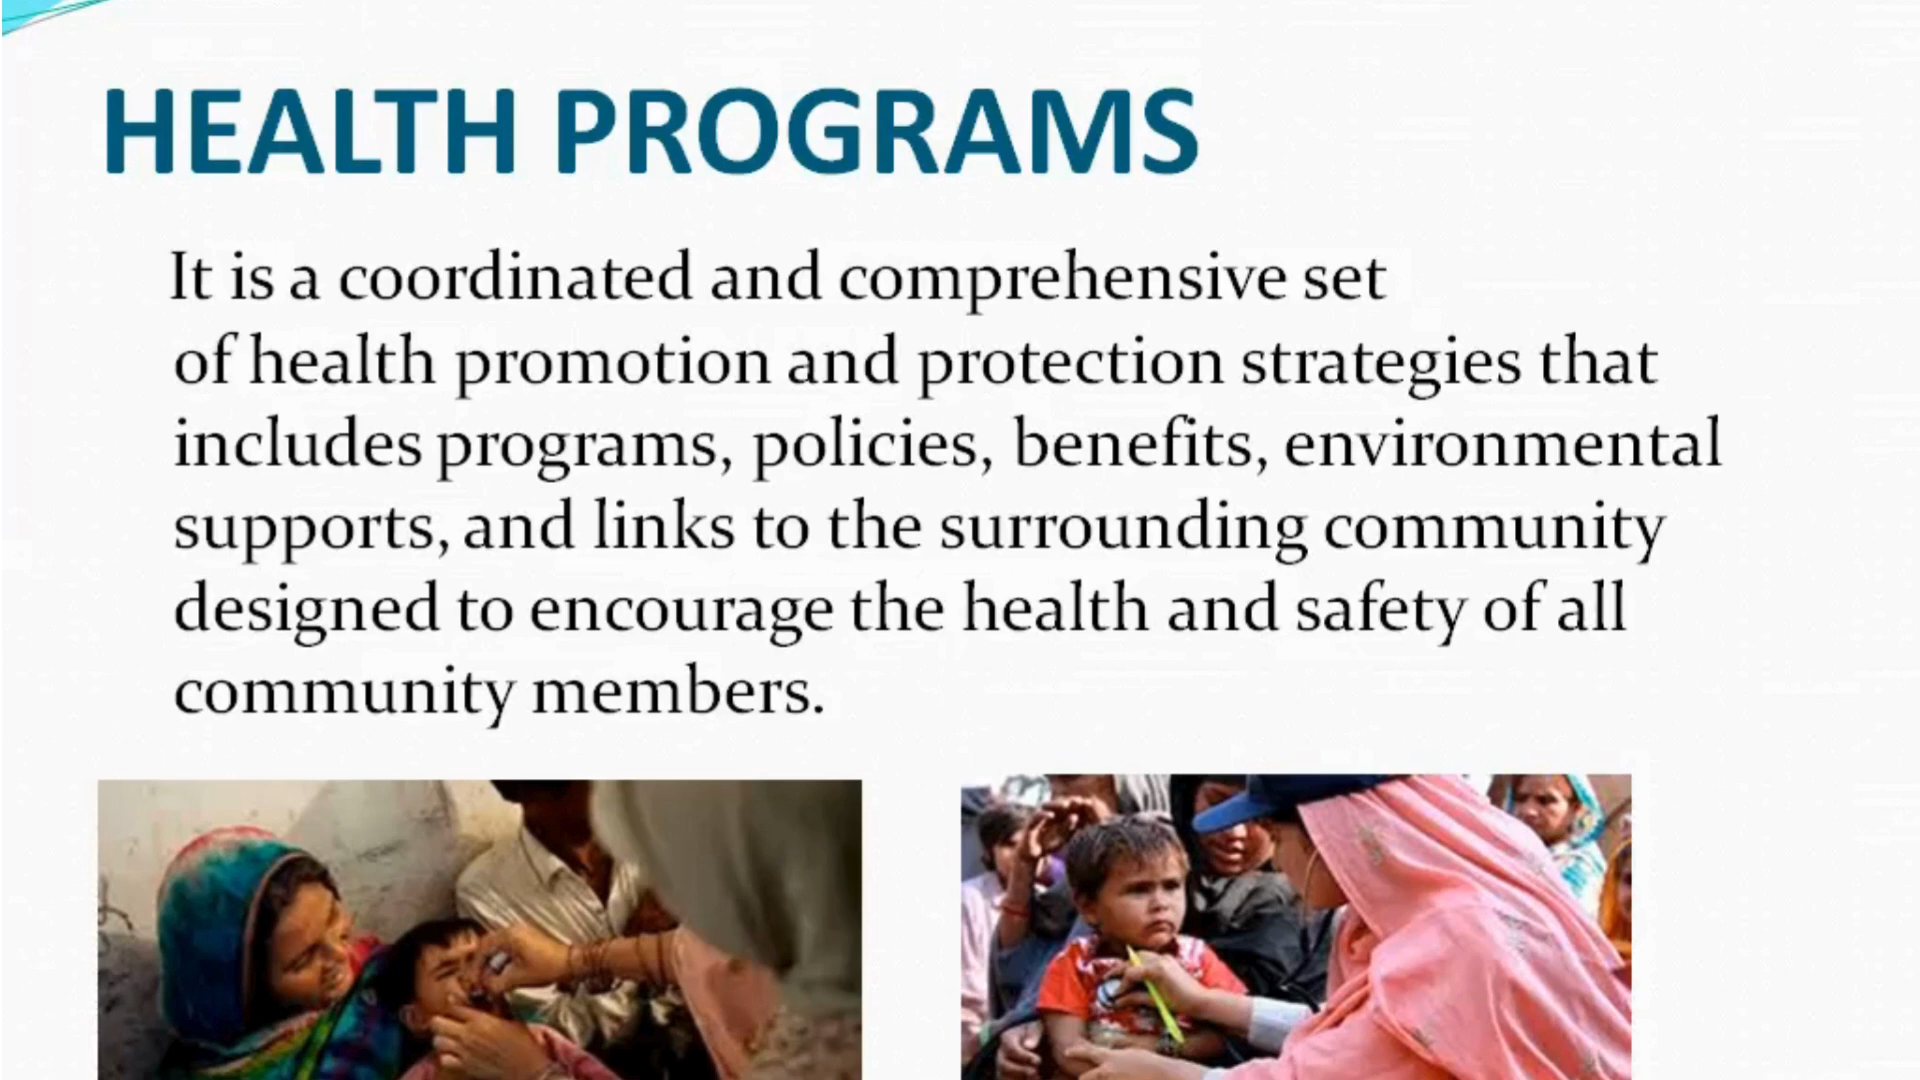 HEALTH PROGRAMS
It is a coordinated and comprehensive set
of health promotion and protection strategies that
includes programs, policies, benefits, environmental
supports, and links to the surrounding community
designed to encourage the health and safety of all
community members.